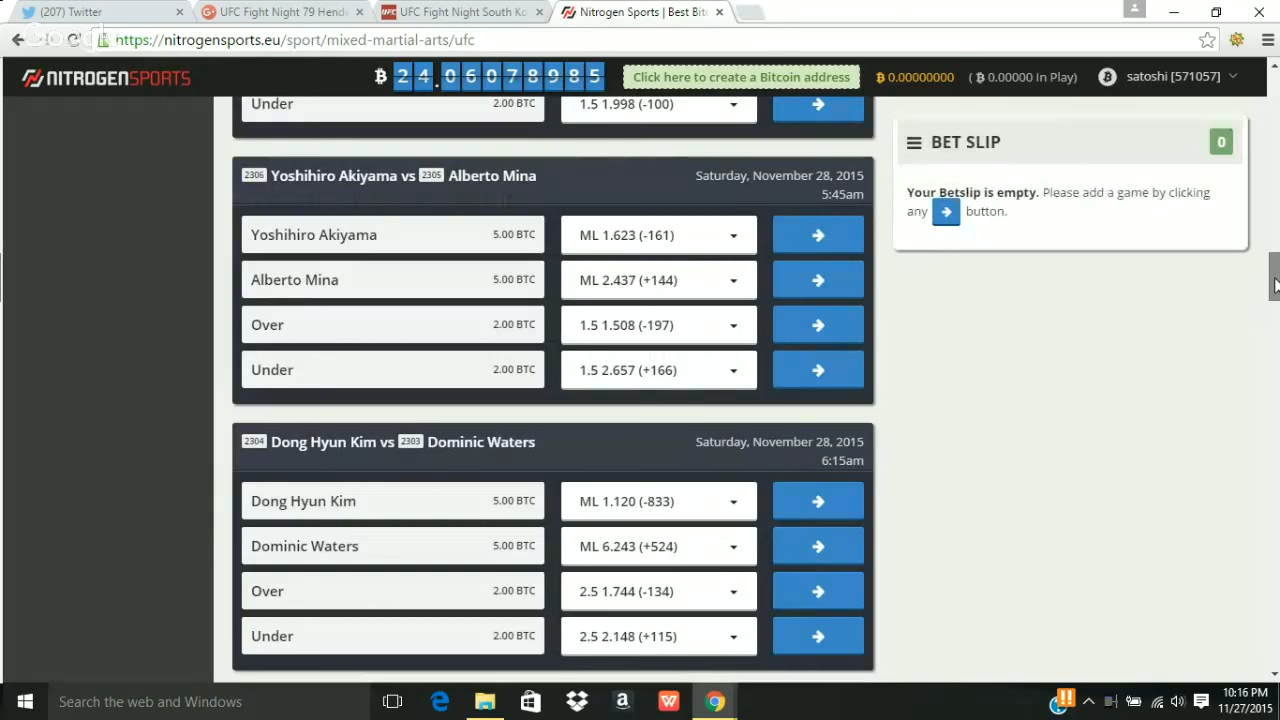 (207) Twitter
UFC Fight Night 79 Hende
UFC Fight Night South Ko
Nitrogen Sports | Best Bit
https://nitrogensports.eu/sport/mixed-martial-arts/ufc
NITROGENSPORTS
24.06078985
Click here to create a Bitcoin address
0.00000000
( 0.00000 In Play)
satoshi [571057]
Under 2.00 BTC 1.5 1.998 (-100)
2306 Yoshihiro Akiyama vs 2305 Alberto Mina
Saturday, November 28, 2015
5:45am
Yoshihiro Akiyama 5.00 BTC ML 1.623 (-161)
Alberto Mina 5.00 BTC ML 2.437 (+144)
Over 2.00 BTC 1.5 1.508 (-197)
Under 2.00 BTC 1.5 2.657 (+166)
2304 Dong Hyun Kim vs 2303 Dominic Waters
Saturday, November 28, 2015
6:15am
Dong Hyun Kim 5.00 BTC ML 1.120 (-833)
Dominic Waters 5.00 BTC ML 6.243 (+524)
Over 2.00 BTC 2.5 1.744 (-134)
Under 2.00 BTC 2.5 2.148 (+115)
BET SLIP 0
Your Betslip is empty. Please add a game by clicking
any button.
Search the web and Windows
10:16 PM
11/27/2015